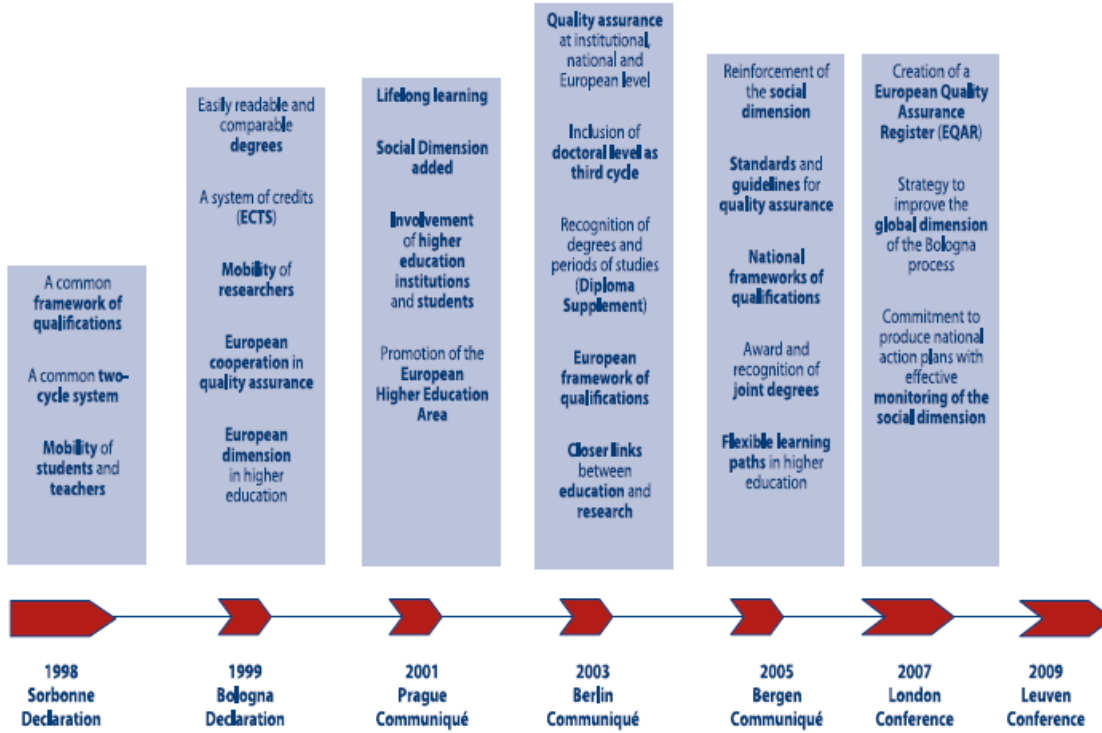 A common
framework of
qualifications
A common two-
cycle system
Mobility of
students and
teachers
Easily readable and
comparable
degrees
A system of credits
(ECTS)
Mobility of
researchers
European
cooperation in
quality assurance
European
dimension
in higher
education
Lifelong learning
Social Dimension
added
Involvement
of higher
education
institutions
and students
Promotion of the
European
Higher Education
Area
Quality assurance
at institutional,
national and
European level
Inclusion of
doctoral level as
third cycle
Recognition of
degrees and
periods of studies
(Diploma
Supplement)
European
framework of
qualifications
Closer links
between
education and
research
Reinforcement of
the social
dimension
Standards and
guidelines for
quality assurance
National
frameworks of
qualifications
Award and
recognition of
joint degrees
Flexible learning
paths in higher
education
Creation of a
European Quality
Assurance
Register (EQAR)
Strategy to
improve the
global dimension
of the Bologna
process
Commitment to
produce national
action plans with
effective
monitoring of the
social dimension
1998
Sorbonne
Declaration
1999
Bologna
Declaration
2001
Prague
Communiqué
2003
Berlin
Communiqué
2005
Bergen
Communiqué
2007
London
Conference
2009
Leuven
Conference